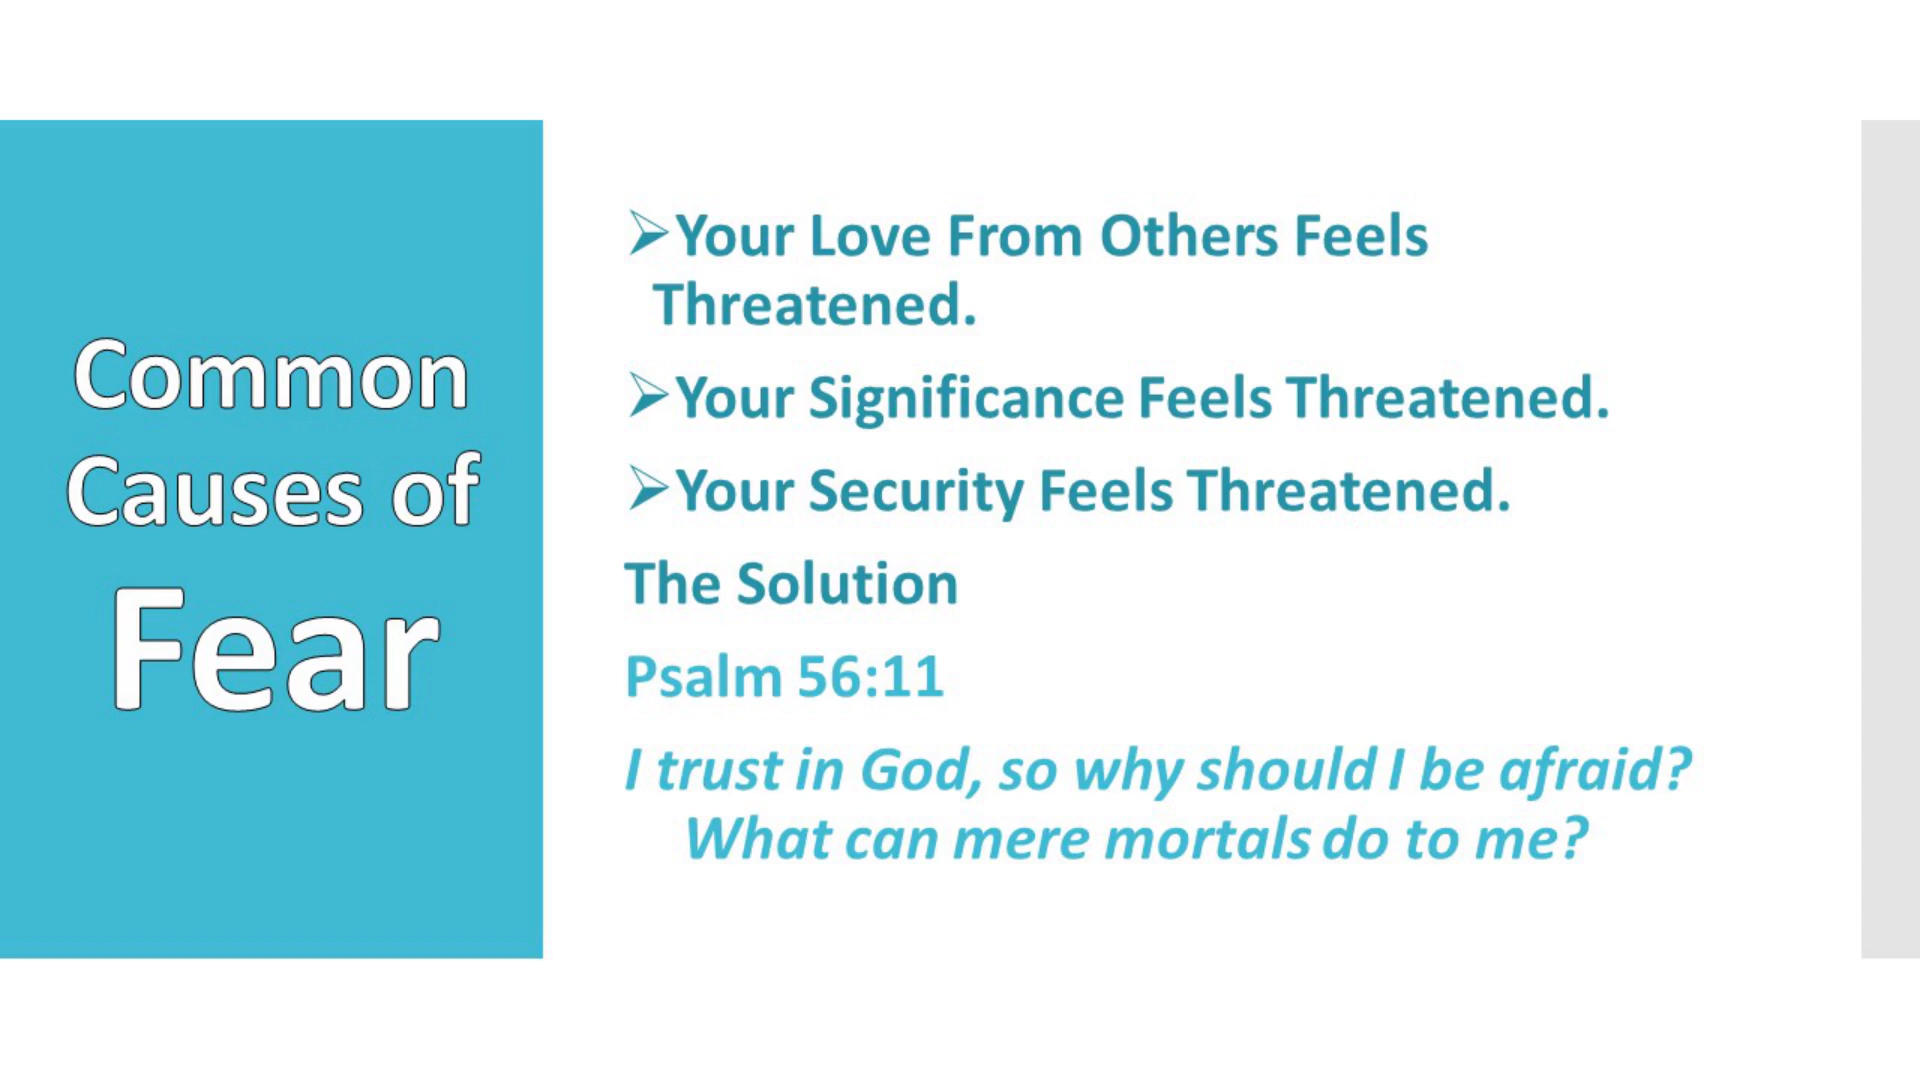 Common
Causes of
Fear
➢Your Love From Others Feels
Threatened.
➢Your Significance Feels Threatened.
➢Your Security Feels Threatened.
The Solution
Psalm 56:11
I trust in God, so why should I be afraid?
What can mere mortals do to me?